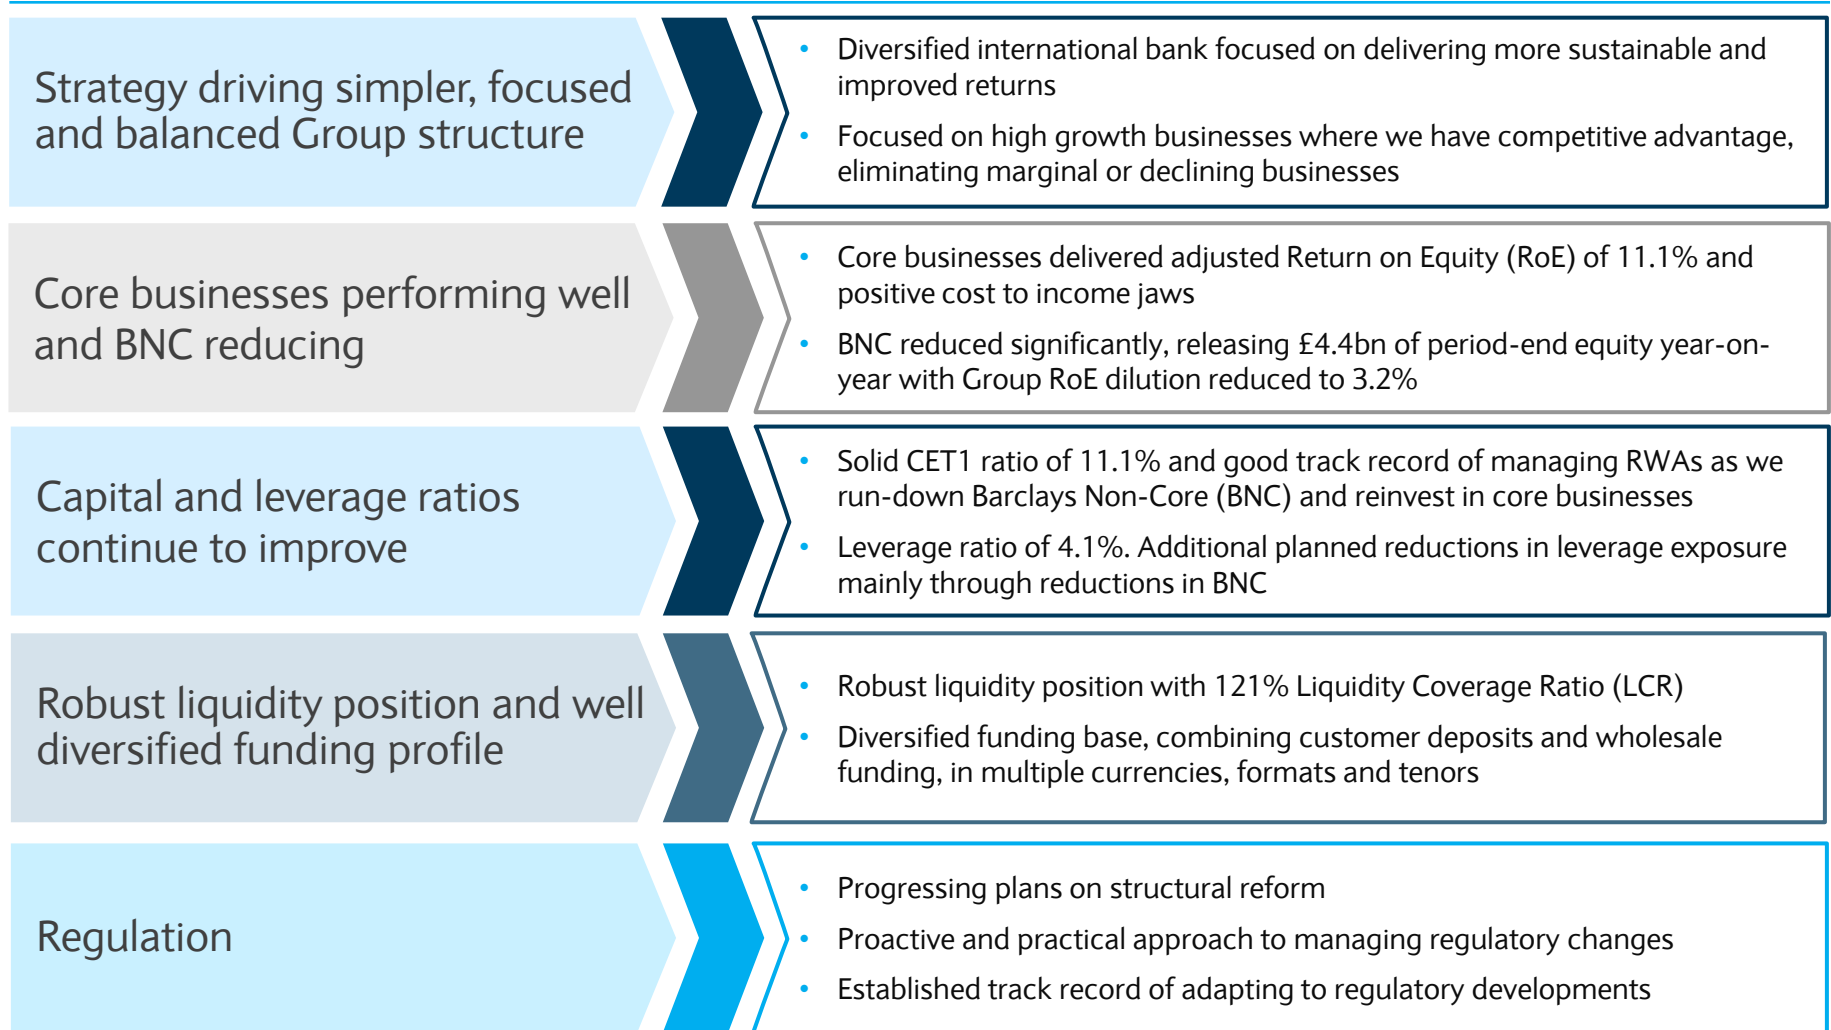 Strategy driving simpler, focused
and balanced Group structure
• Diversified international bank focused on delivering more sustainable and
improved returns
• Focused on high growth businesses where we have competitive advantage,
eliminating marginal or declining businesses
Core businesses performing well
and BNC reducing
• Core businesses delivered adjusted Return on Equity (RoE) of 11.1% and
positive cost to income jaws
• BNC reduced significantly, releasing £4.4bn of period-end equity year-on-
year with Group RoE dilution reduced to 3.2%
Capital and leverage ratios
continue to improve
• Solid CET1 ratio of 11.1% and good track record of managing RWAs as we
run-down Barclays Non-Core (BNC) and reinvest in core businesses
• Leverage ratio of 4.1%. Additional planned reductions in leverage exposure
mainly through reductions in BNC
Robust liquidity position and well
diversified funding profile
• Robust liquidity position with 121% Liquidity Coverage Ratio (LCR)
• Diversified funding base, combining customer deposits and wholesale
funding, in multiple currencies, formats and tenors
Regulation
• Progressing plans on structural reform
• Proactive and practical approach to managing regulatory changes
• Established track record of adapting to regulatory developments